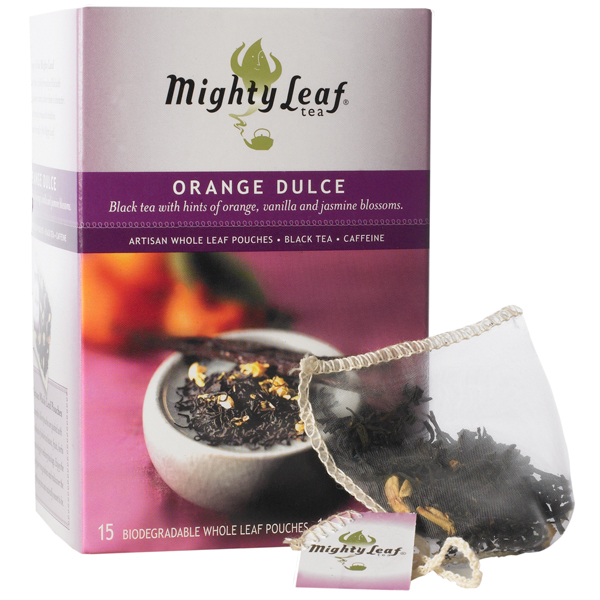 Mighty Leaf®
tea
ORANGE DULCE
Black tea with hints of orange, vanilla and jasmine blossoms.
ARTISAN WHOLE LEAF POUCHES • BLACK TEA • CAFFEINE
15 BIODEGRADABLE WHOLE LEAF POUCHES
Mighty Leaf
tea